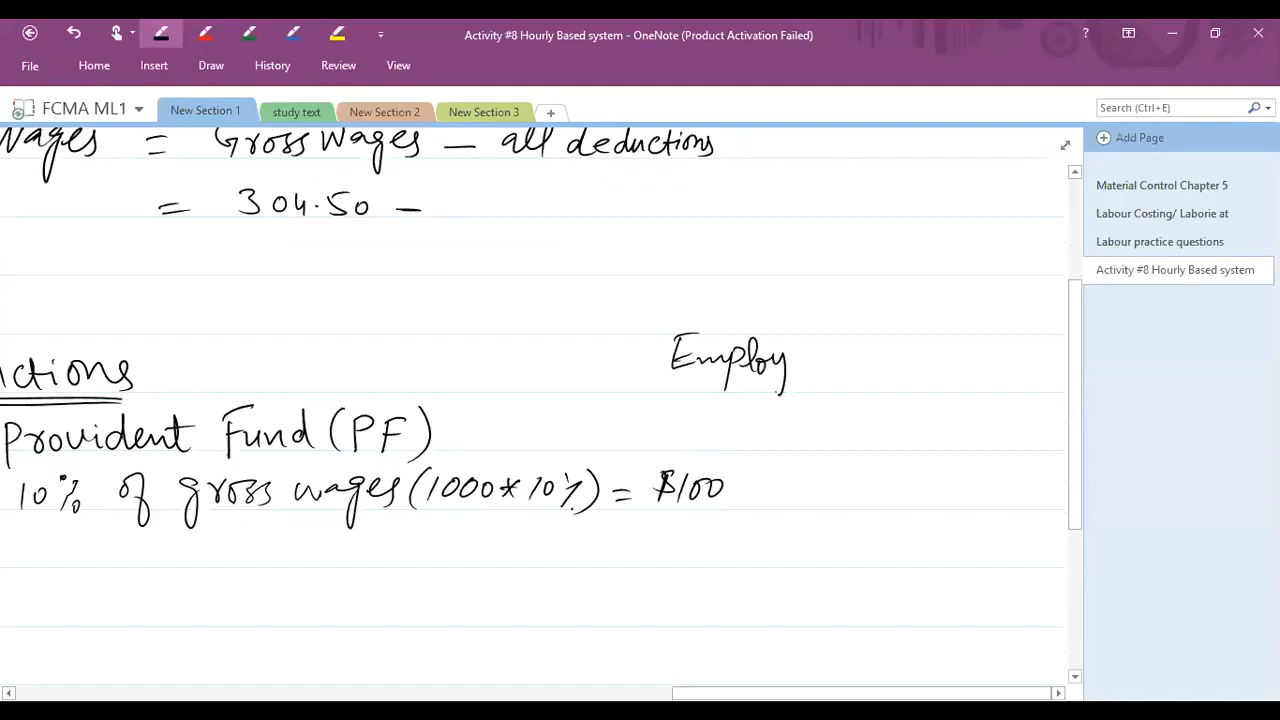 Activity #8 Hourly Based system - OneNote (Product Activation Failed)
?
File Home Insert Draw History Review View
FCMA ML1 New Section 1 study text New Section 2 New Section 3 +
Search (Ctrl+E)
Add Page
Material Control Chapter 5
Labour Costing/ Laborie at
Labour practice questions
Activity #8 Hourly Based system
Wages = Gross Wages - all deductions
= 304.50 -
Employ
ctions
Provident Fund (PF)
10% of gross wages (1000*10%) = $100